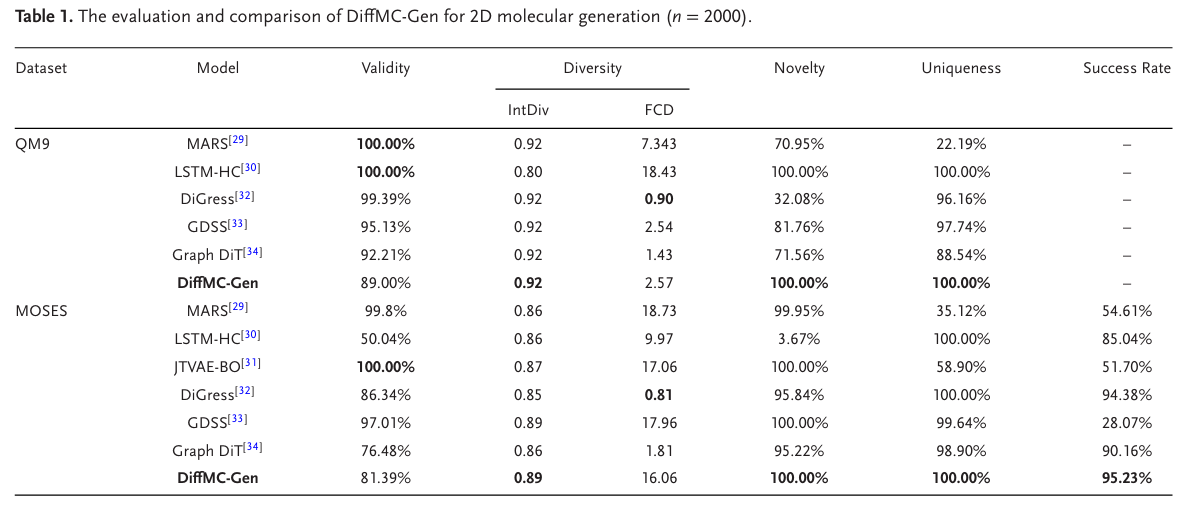 Table 1. The evaluation and comparison of DiffMC-Gen for 2D molecular generation (n = 2000).
Dataset Model Validity Diversity Novelty Uniqueness Success Rate
IntDiv FCD
QM9 MARS[29] 100.00% 0.92 7.343 70.95% 22.19% –
LSTM-HC[30] 100.00% 0.80 18.43 100.00% 100.00% –
DiGress[32] 99.39% 0.92 0.90 32.08% 96.16% –
GDSS[33] 95.13% 0.92 2.54 81.76% 97.74% –
Graph DiT[34] 92.21% 0.92 1.43 71.56% 88.54% –
DiffMC-Gen 89.00% 0.92 2.57 100.00% 100.00% –
MOSES MARS[29] 99.8% 0.86 18.73 99.95% 35.12% 54.61%
LSTM-HC[30] 50.04% 0.86 9.97 3.67% 100.00% 85.04%
JTVAE-BO[31] 100.00% 0.87 17.06 100.00% 58.90% 51.70%
DiGress[32] 86.34% 0.85 0.81 95.84% 100.00% 94.38%
GDSS[33] 97.01% 0.89 17.96 100.00% 99.64% 28.07%
Graph DiT[34] 76.48% 0.86 1.81 95.22% 98.90% 90.16%
DiffMC-Gen 81.39% 0.89 16.06 100.00% 100.00% 95.23%